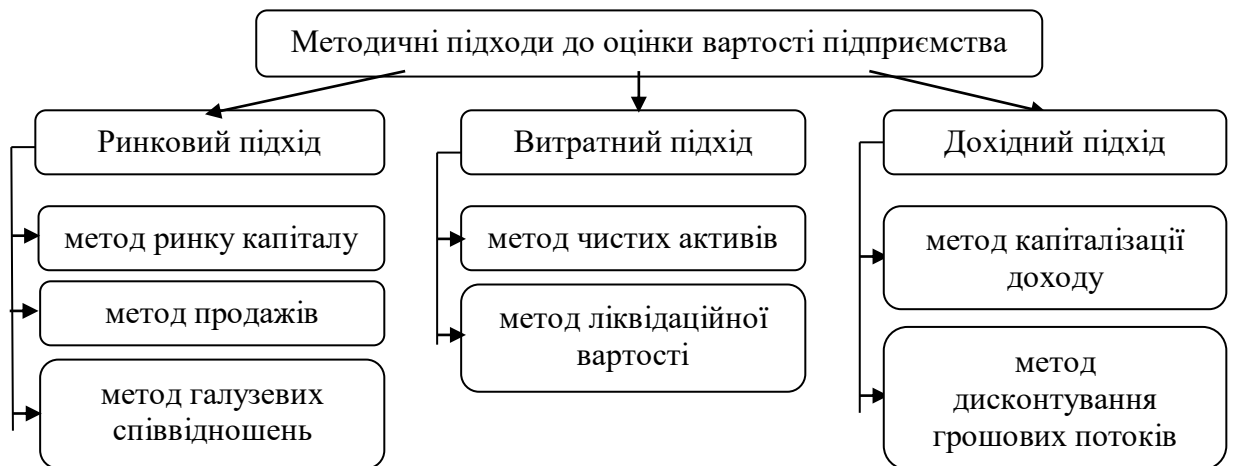 Методичні підходи до оцінки вартості підприємства
Ринковий підхід
метод ринку капіталу
метод продажів
метод галузевих
співвідношень
Витратний підхід
метод чистих активів
метод ліквідаційної
вартості
Дохідний підхід
метод капіталізації
доходу
метод
дисконтування
грошових потоків